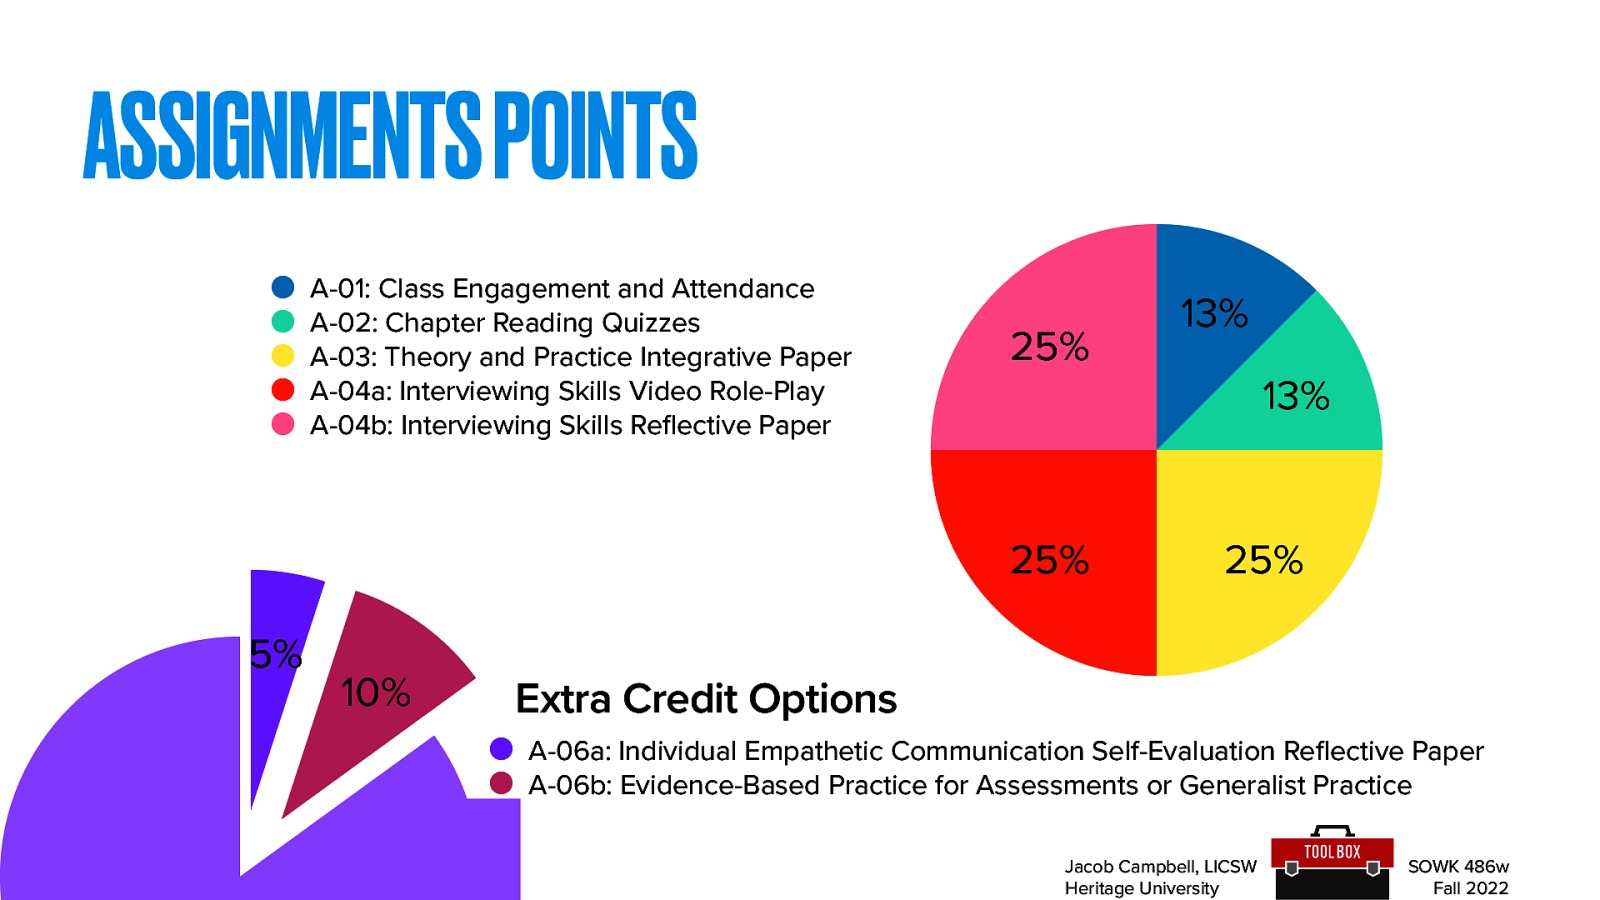 ASSIGNMENTS POINTS
A-01: Class Engagement and Attendance
A-02: Chapter Reading Quizzes
A-03: Theory and Practice Integrative Paper
A-04a: Interviewing Skills Video Role-Play
A-04b: Interviewing Skills Reflective Paper
13%
25%
13%
25%
25%
5%
10%
Extra Credit Options
A-06a: Individual Empathetic Communication Self-Evaluation Reflective Paper
A-06b: Evidence-Based Practice for Assessments or Generalist Practice
Jacob Campbell, LICSW
Heritage University
TOOLBOX
SOWK 486w
Fall 2022